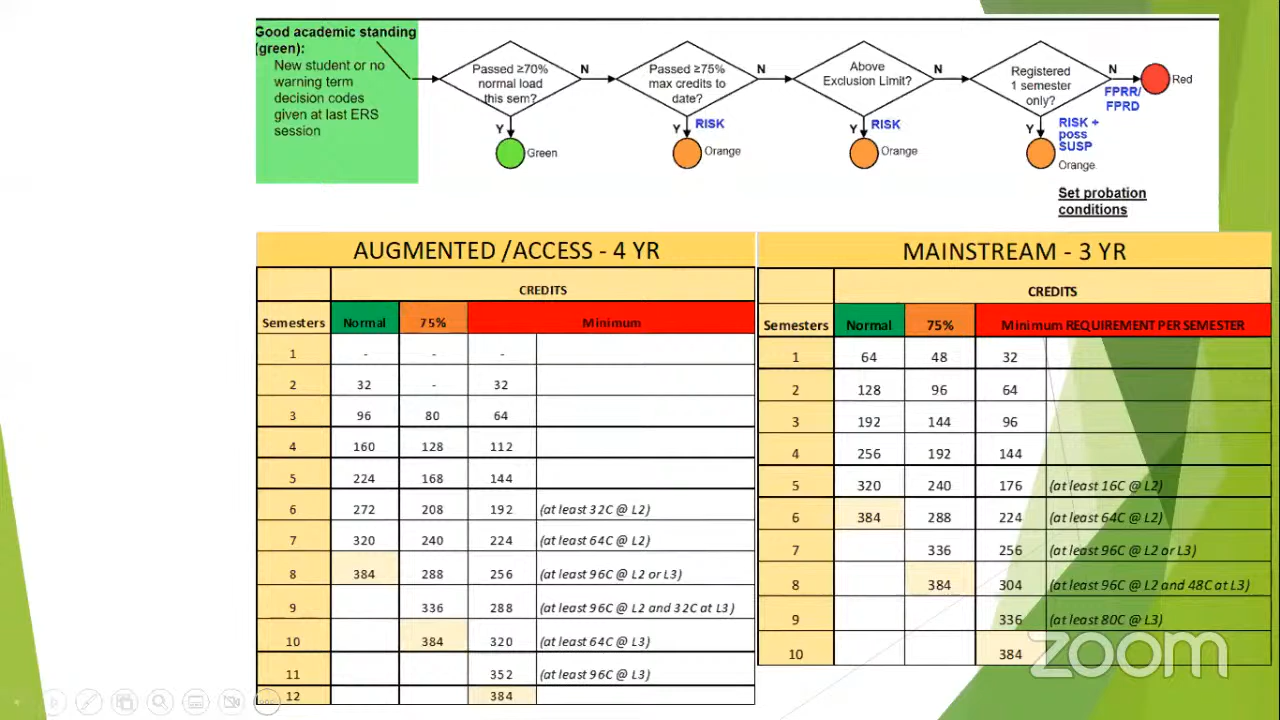 Good academic standing
(green):
New student or no
warning term
decision codes
given at last ERS
session
Passed ≥70%
normal load
this sem?
N
Y
Green
Passed ≥75%
max credits to
date?
N
Y
RISK
Orange
Above
Exclusion Limit?
N
Y
RISK
Orange
Registered
1 semester
only?
N
Red
FPRR/
FPRD
Y
RISK +
poss
SUSP
Orange
Set probation
conditions
AUGMENTED /ACCESS - 4 YR
CREDITS
Semesters Normal 75% Minimum
1 - - -
2 32 - 32
3 96 80 64
4 160 128 112
5 224 168 144
6 272 208 192 (at least 32C @ L2)
7 320 240 224 (at least 64C @ L2)
8 384 288 256 (at least 96C @ L2 or L3)
9 336 288 (at least 96C @ L2 and 32C at L3)
10 384 320 (at least 64C @ L3)
11 352 (at least 96C @ L3)
12 384
MAINSTREAM - 3 YR
CREDITS
Semesters Normal 75% Minimum REQUIREMENT PER SEMESTER
1 64 48 32
2 128 96 64
3 192 144 96
4 256 192 144
5 320 240 176 (at least 16C @ L2)
6 384 288 224 (at least 64C @ L2)
7 336 256 (at least 96C @ L2 or L3)
8 384 304 (at least 96C @ L2 and 48C at L3)
9 336 (at least 80C @ L3)
10 384
zoom